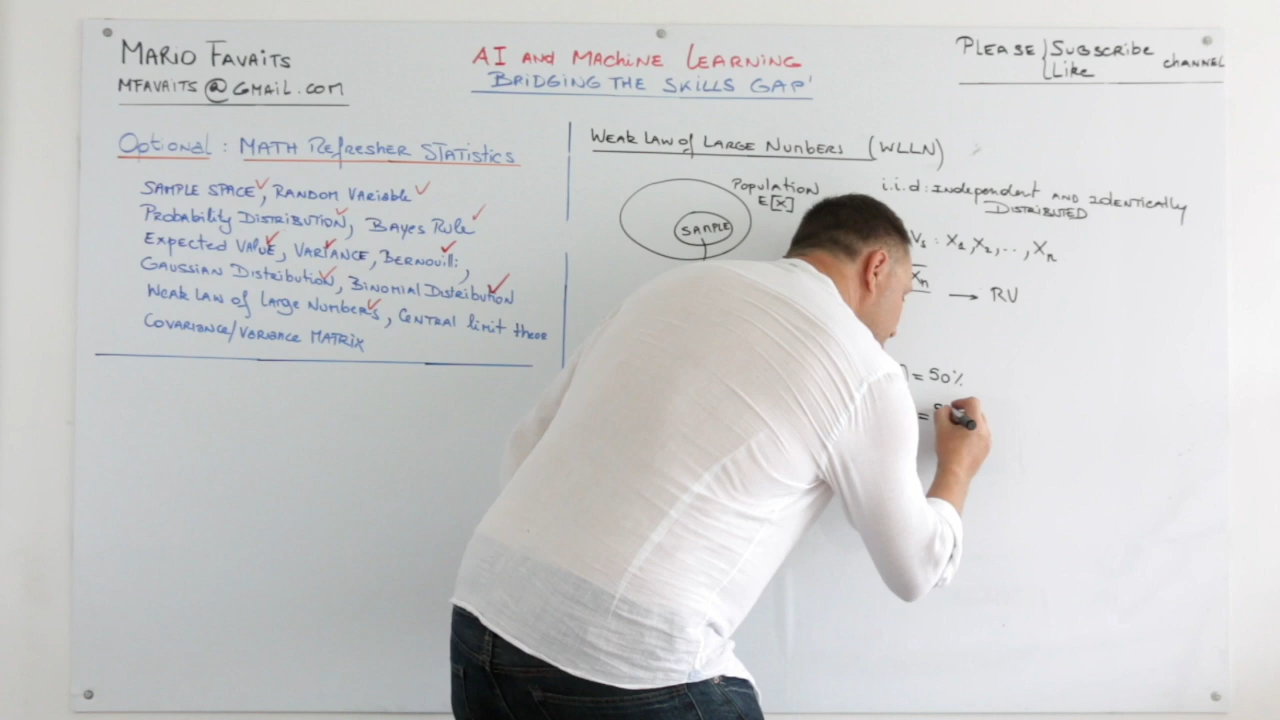 MARIO FAVAITS
MFAVAITS@GMAIL.COM
AI AND MACHINE LEARNING
'BRIDGING THE SKILLS GAP'
PLEASE { SUBSCRIBE
LIKE
CHANNEL
Optional : MATH Refresher STATISTICS
SAMPLE SPACE, RANDOM VARIABLE
Probability DISTRIBUTION, BAYES RULE
Expected VALUE, VARIANCE, BERNOUILLI,
GAUSSIAN DISTRIBUTION, BINOMIAL DISTRIBUTION
WEAK LAW of LARGE NUMBERS, CENTRAL limit theor
COVARIANCE/VARIANCE MATRIX
WEAK LAW of LARGE NUMBERS (WLLN)
Population
E[X]
SAMPLE
i.i.d : INDEPENDENT AND IDENTICALLY
DISTRIBUTED
: X1, X2, ..., Xn
→ RV
= 50%
=